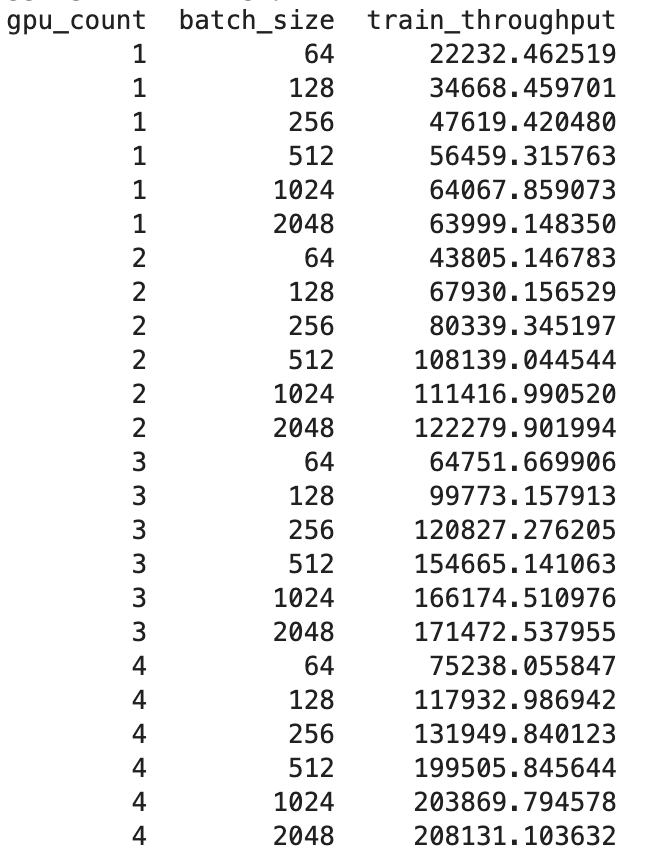 gpu_count batch_size train_throughput
1 64 22232.462519
1 128 34668.459701
1 256 47619.420480
1 512 56459.315763
1 1024 64067.859073
1 2048 63999.148350
2 64 43805.146783
2 128 67930.156529
2 256 80339.345197
2 512 108139.044544
2 1024 111416.990520
2 2048 122279.901994
3 64 64751.669906
3 128 99773.157913
3 256 120827.276205
3 512 154665.141063
3 1024 166174.510976
3 2048 171472.537955
4 64 75238.055847
4 128 117932.986942
4 256 131949.840123
4 512 199505.845644
4 1024 203869.794578
4 2048 208131.103632